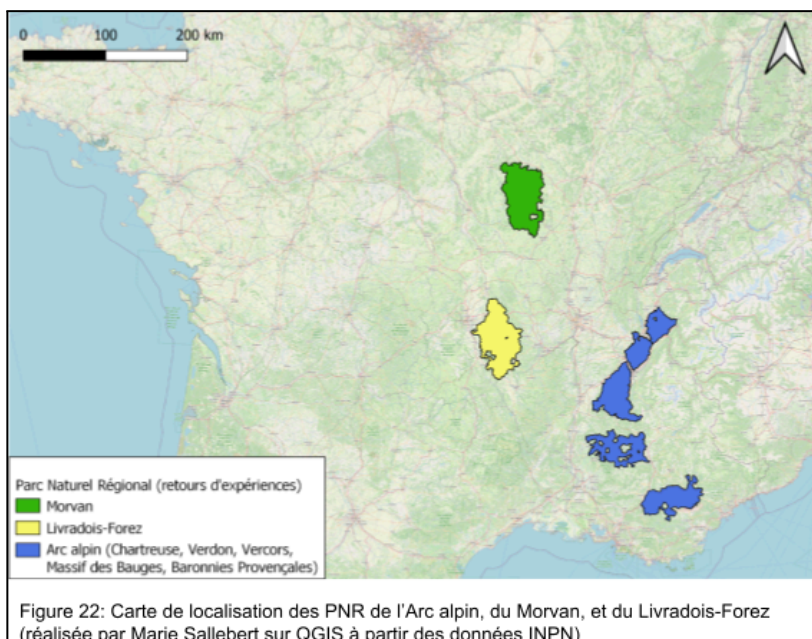 0 100 200 km
Parc Naturel Régional (retours d'expériences)
Morvan
Livradois-Forez
Arc alpin (Chartreuse, Verdon, Vercors,
Massif des Bauges, Baronnies Provençales)
Figure 22: Carte de localisation des PNR de l'Arc alpin, du Morvan, et du Livradois-Forez
(réalisée par Marie Sallebert sur QGIS à partir des données INPN)